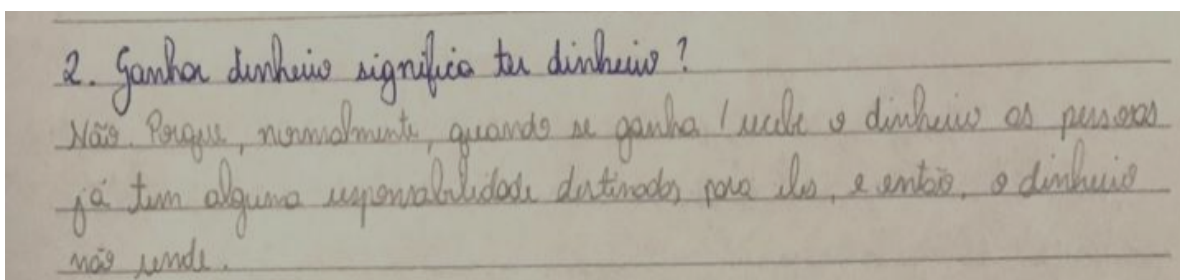 2. Ganhar dinheiro significa ter dinheiro?
Não. Porque, normalmente, quando se ganha / recebe o dinheiro as pessoas
já tem alguma responsabilidade destinados para eles, e então, o dinheiro
não rende.